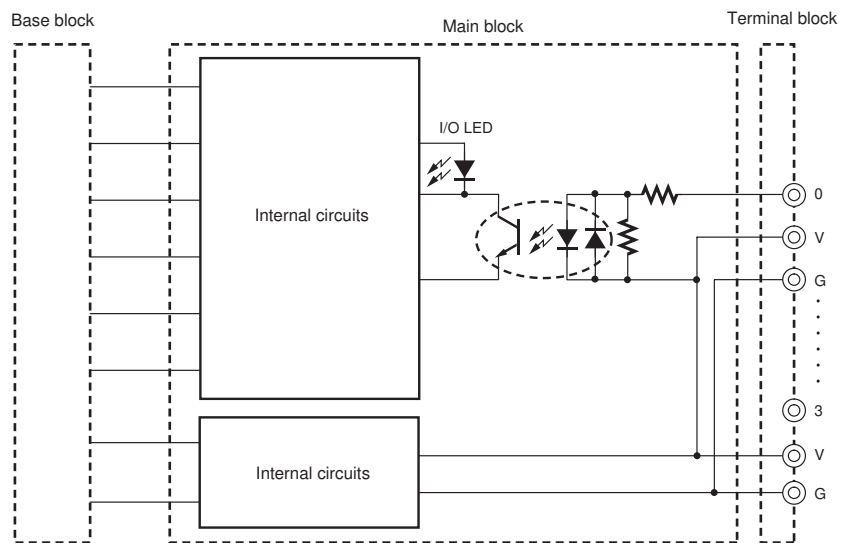 Base block
Main block
Terminal block
I/O LED
Internal circuits
0
V
G
3
Internal circuits
V
G